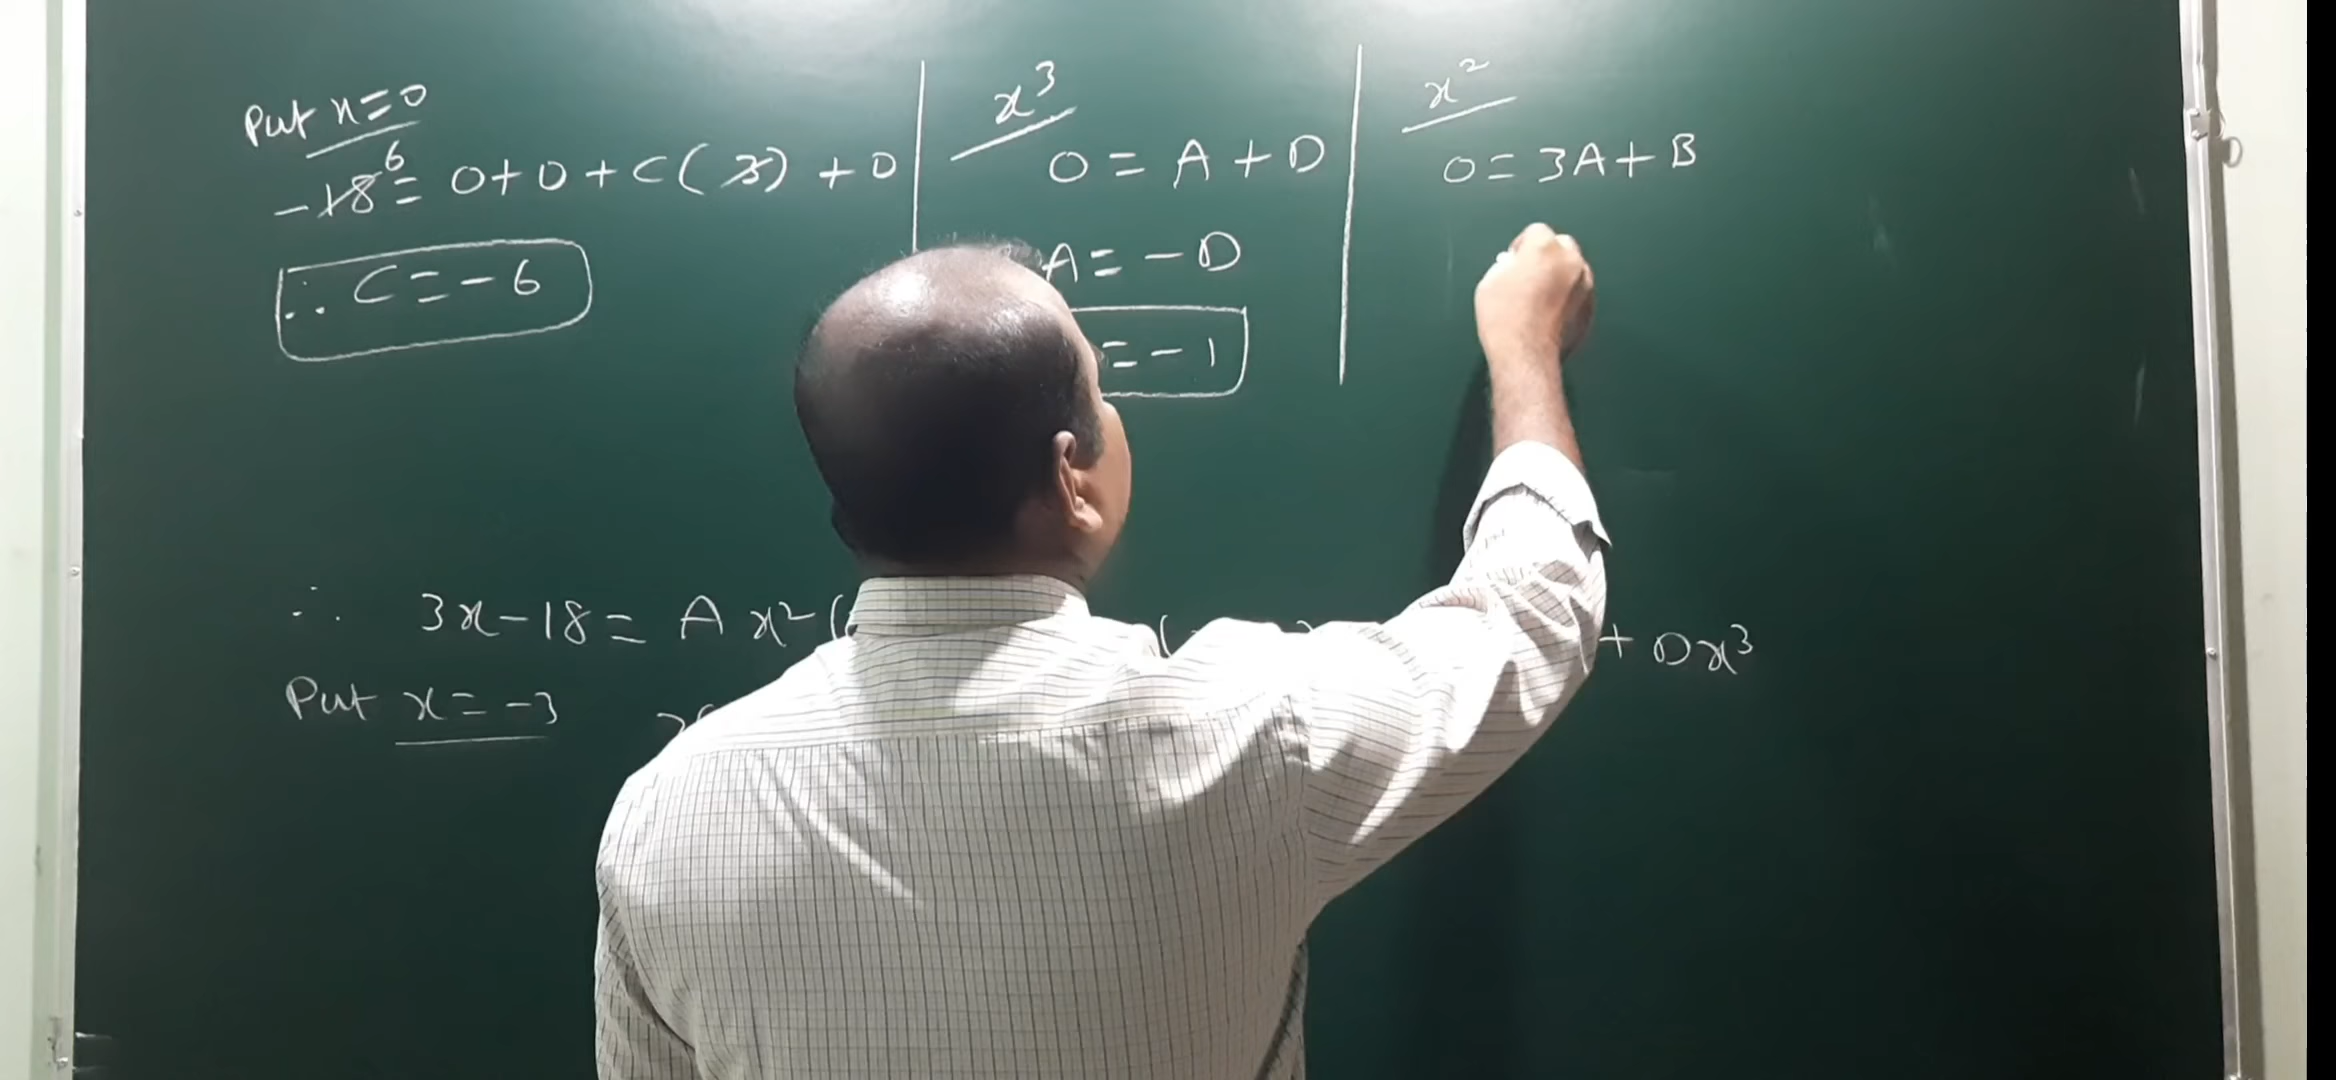 Put x=0
-18 6 = 0+0+C(3)+0
∴ C=-6
x³
0=A+D
A=-D
=-1
x²
0=3A+B
∴ 3x-18= A x²(
+ Dx³
Put x=-3